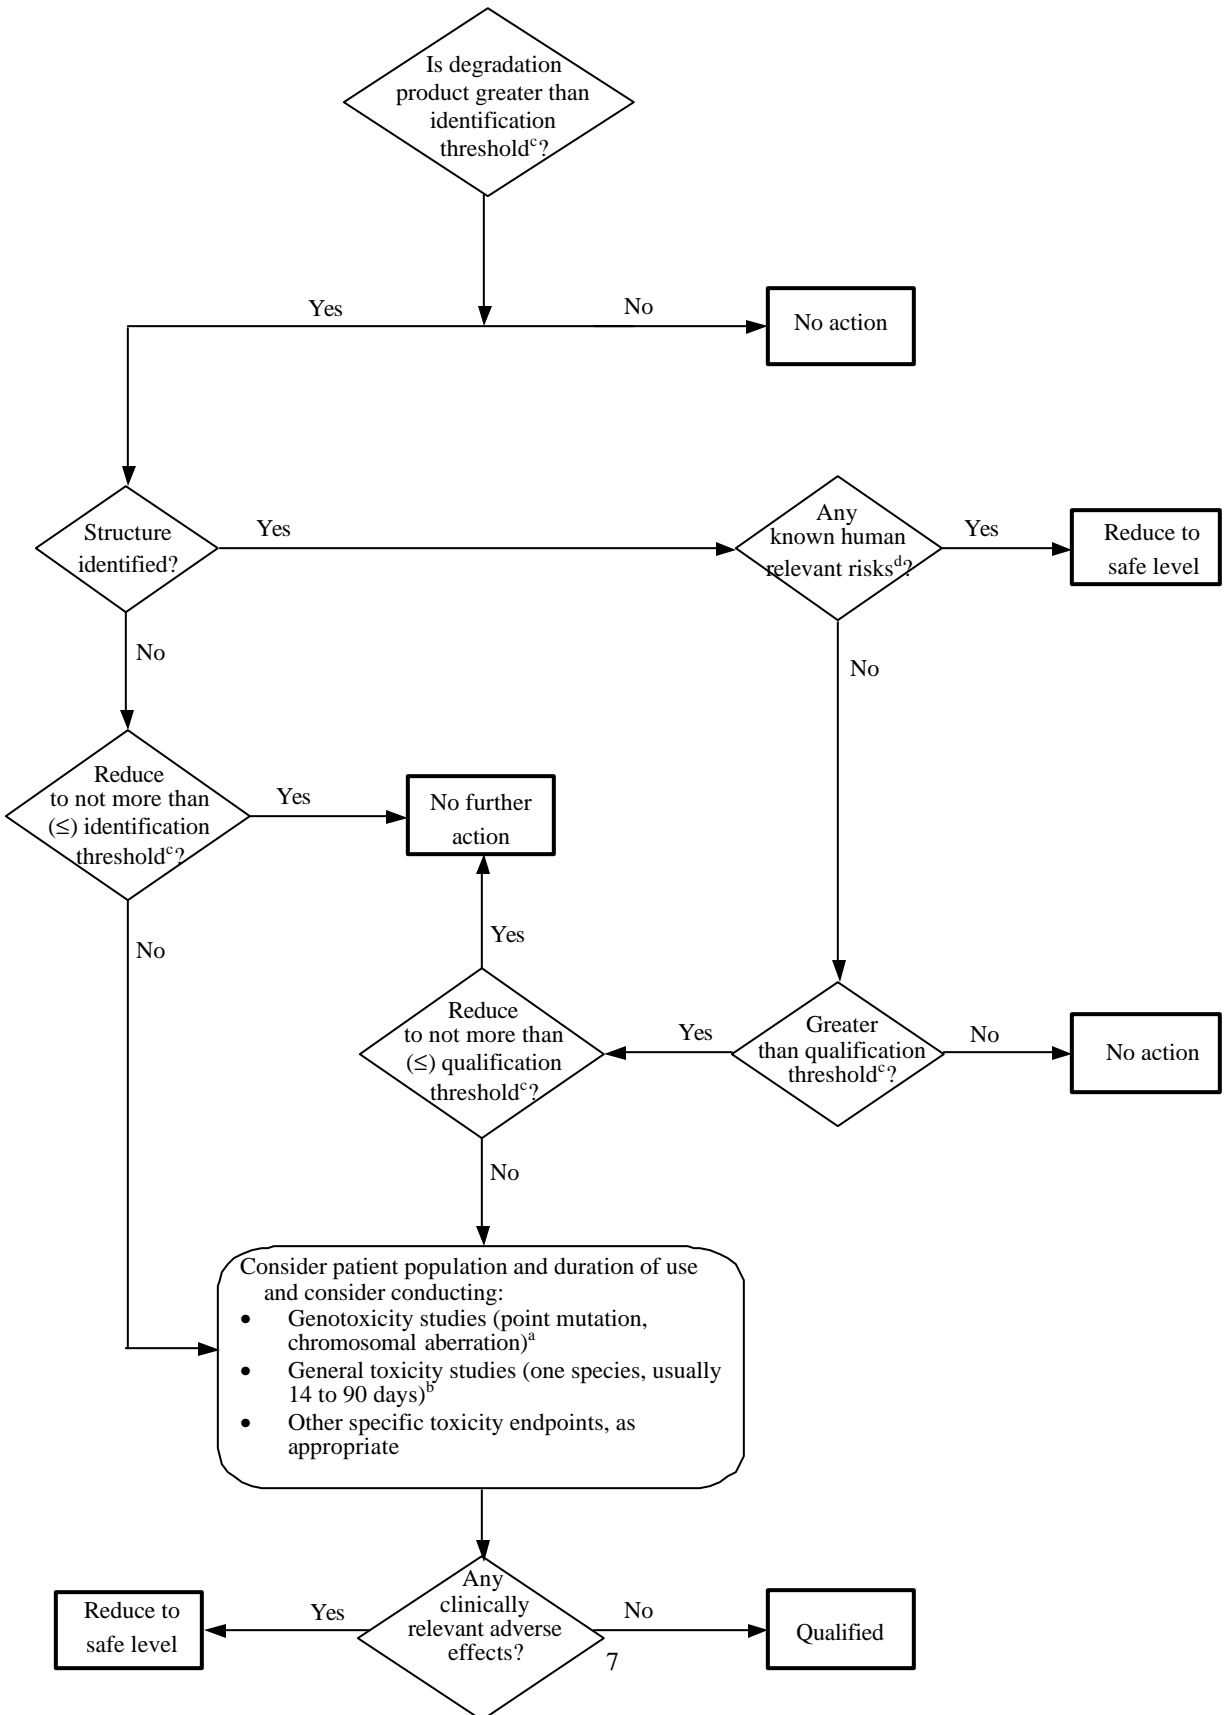 Is degradation
product greater than
identification
thresholdᶜ?
Yes
No
No action
Structure
identified?
Yes
Any
known human
relevant risksᵈ?
Yes
Reduce to
safe level
No
No
Reduce
to not more than
(≤) identification
thresholdᶜ?
Yes
No further
action
No
Yes
Reduce
to not more than
(≤) qualification
thresholdᶜ?
Yes
Greater
than qualification
thresholdᶜ?
No
No action
No
Consider patient population and duration of use
and consider conducting:
• Genotoxicity studies (point mutation,
chromosomal aberration)ᵃ
• General toxicity studies (one species, usually
14 to 90 days)ᵇ
• Other specific toxicity endpoints, as
appropriate
Reduce to
safe level
Yes
Any
clinically
relevant adverse
effects?
No
Qualified
7